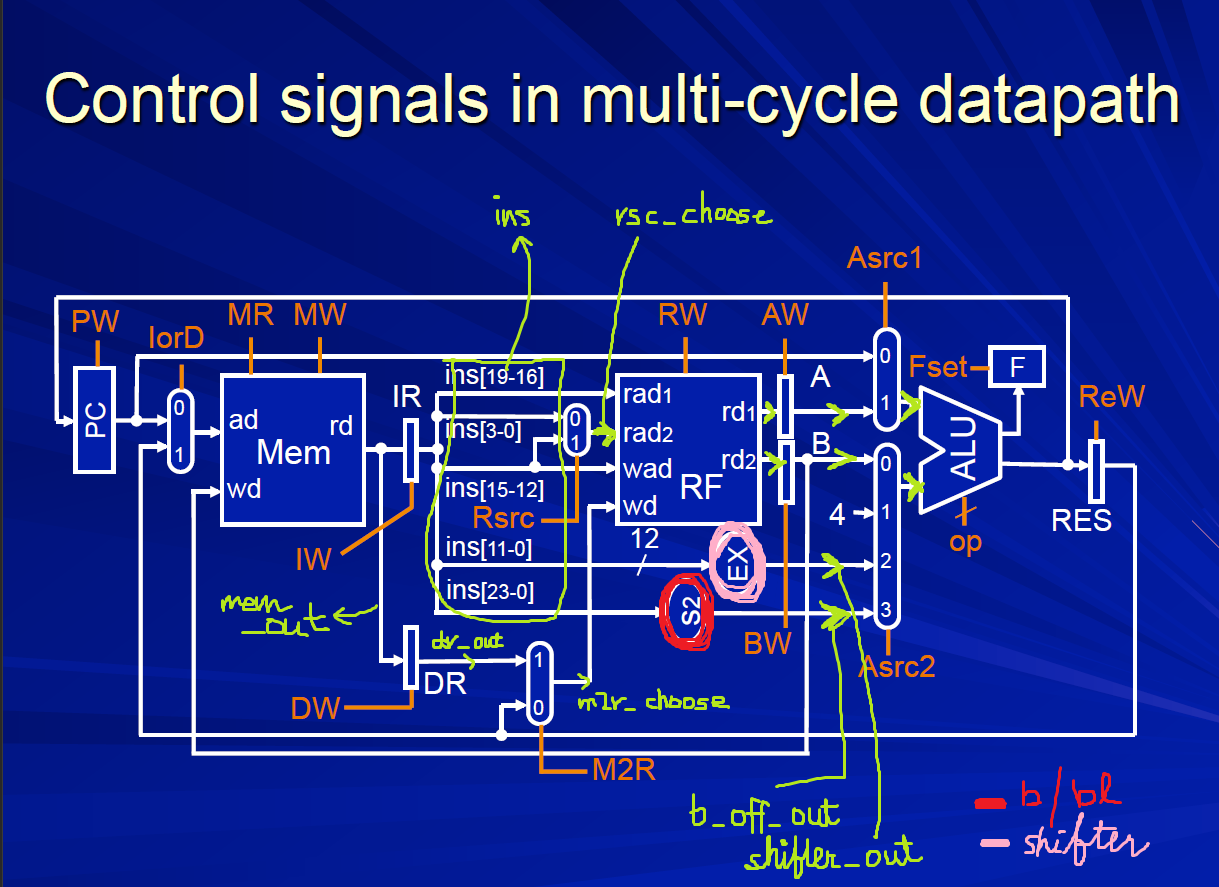 Control signals in multi-cycle datapath
ins rsc_choose
Asrc1
PW IorD MR MW RW AW
Fset F
ReW
PC
0
1
ad
rd
Mem
wd
IR
ins[19-16]
ins[3-0]
ins[15-12]
Rsrc
ins[11-0]
ins[23-0]
0
1
rad1
rad2
wad
wd
rd1
rd2
RF
A
B
0
1
4
0
1
2
3
ALU
op
RES
12
EX
S2
IW
mem
_out
dr_out
DR
DW
1
0
m2r_choose
M2R
BW
Asrc2
b_off_out
shifter_out
b/bl
shifter